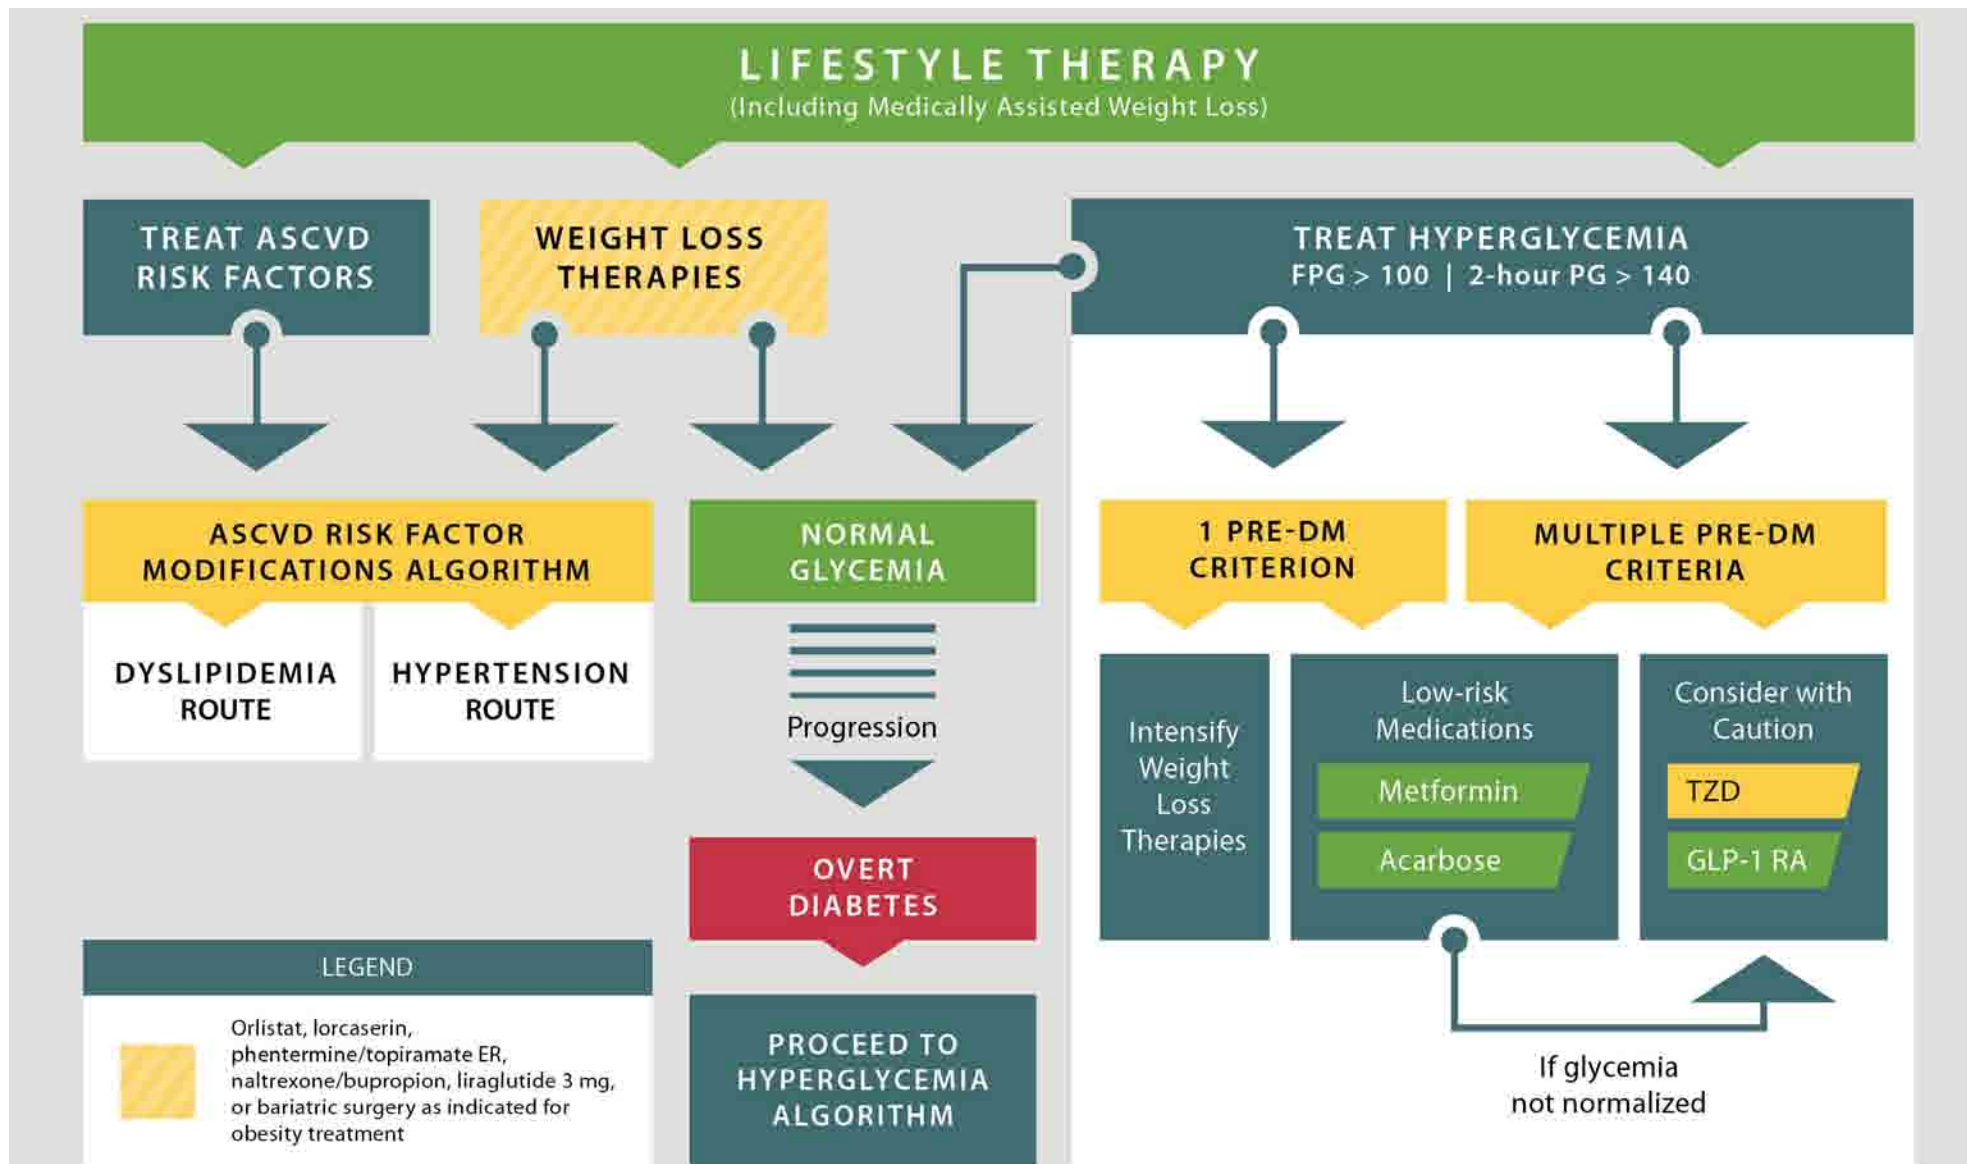 LIFESTYLE THERAPY
(Including Medically Assisted Weight Loss)
TREAT ASCVD
RISK FACTORS
WEIGHT LOSS
THERAPIES
TREAT HYPERGLYCEMIA
FPG > 100 | 2-hour PG > 140
ASCVD RISK FACTOR
MODIFICATIONS ALGORITHM
DYSLIPIDEMIA
ROUTE
HYPERTENSION
ROUTE
NORMAL
GLYCEMIA
Progression
OVERT
DIABETES
PROCEED TO
HYPERGLYCEMIA
ALGORITHM
1 PRE-DM
CRITERION
MULTIPLE PRE-DM
CRITERIA
Intensify
Weight
Loss
Therapies
Low-risk
Medications
Metformin
Acarbose
Consider with
Caution
TZD
GLP-1 RA
If glycemia
not normalized
LEGEND
Orlistat, lorcaserin,
phentermine/topiramate ER,
naltrexone/bupropion, liraglutide 3 mg,
or bariatric surgery as indicated for
obesity treatment